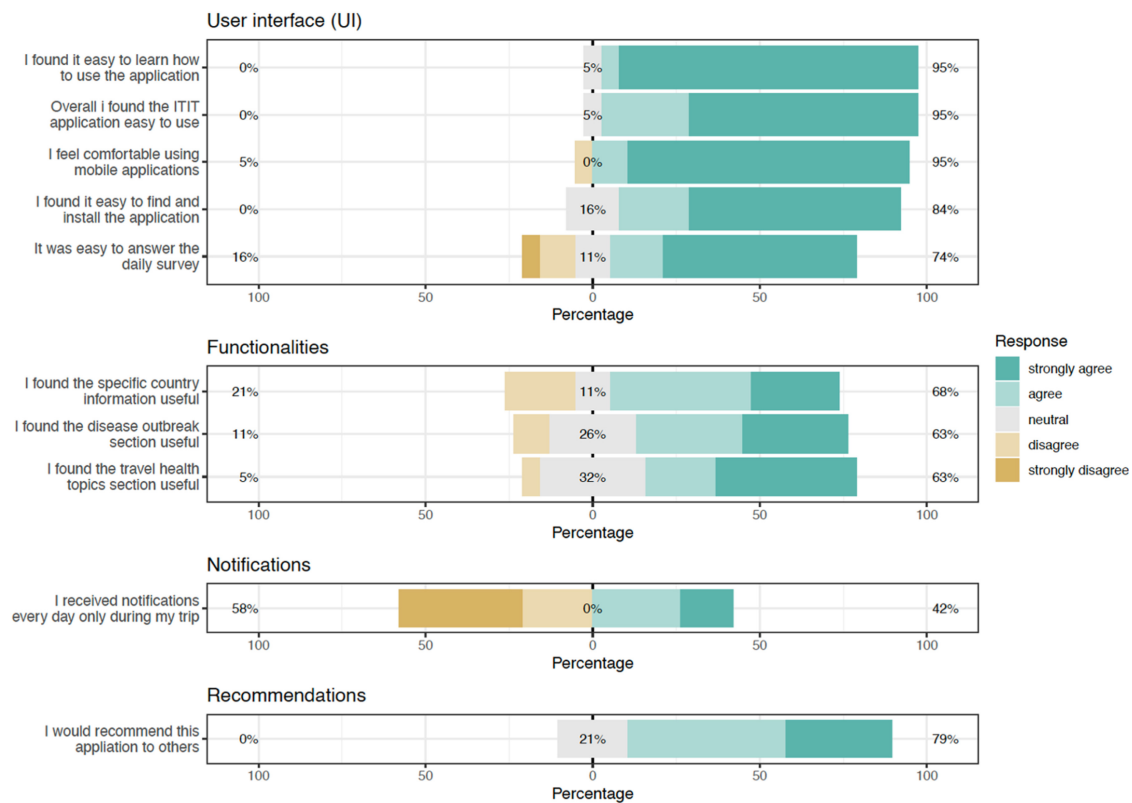 User interface (UI)
I found it easy to learn how
to use the application
0%
5%
95%
Overall i found the ITIT
application easy to use
0%
5%
95%
I feel comfortable using
mobile applications
5%
0%
95%
I found it easy to find and
install the application
0%
16%
84%
It was easy to answer the
daily survey
16%
11%
74%
100
50
0
50
100
Percentage
Functionalities
I found the specific country
information useful
21%
11%
68%
I found the disease outbreak
section useful
11%
26%
63%
I found the travel health
topics section useful
5%
32%
63%
100
50
0
50
100
Percentage
Response
strongly agree
agree
neutral
disagree
strongly disagree
Notifications
I received notifications
every day only during my trip
58%
0%
42%
100
50
0
50
100
Percentage
Recommendations
I would recommend this
appliation to others
0%
21%
79%
100
50
0
50
100
Percentage